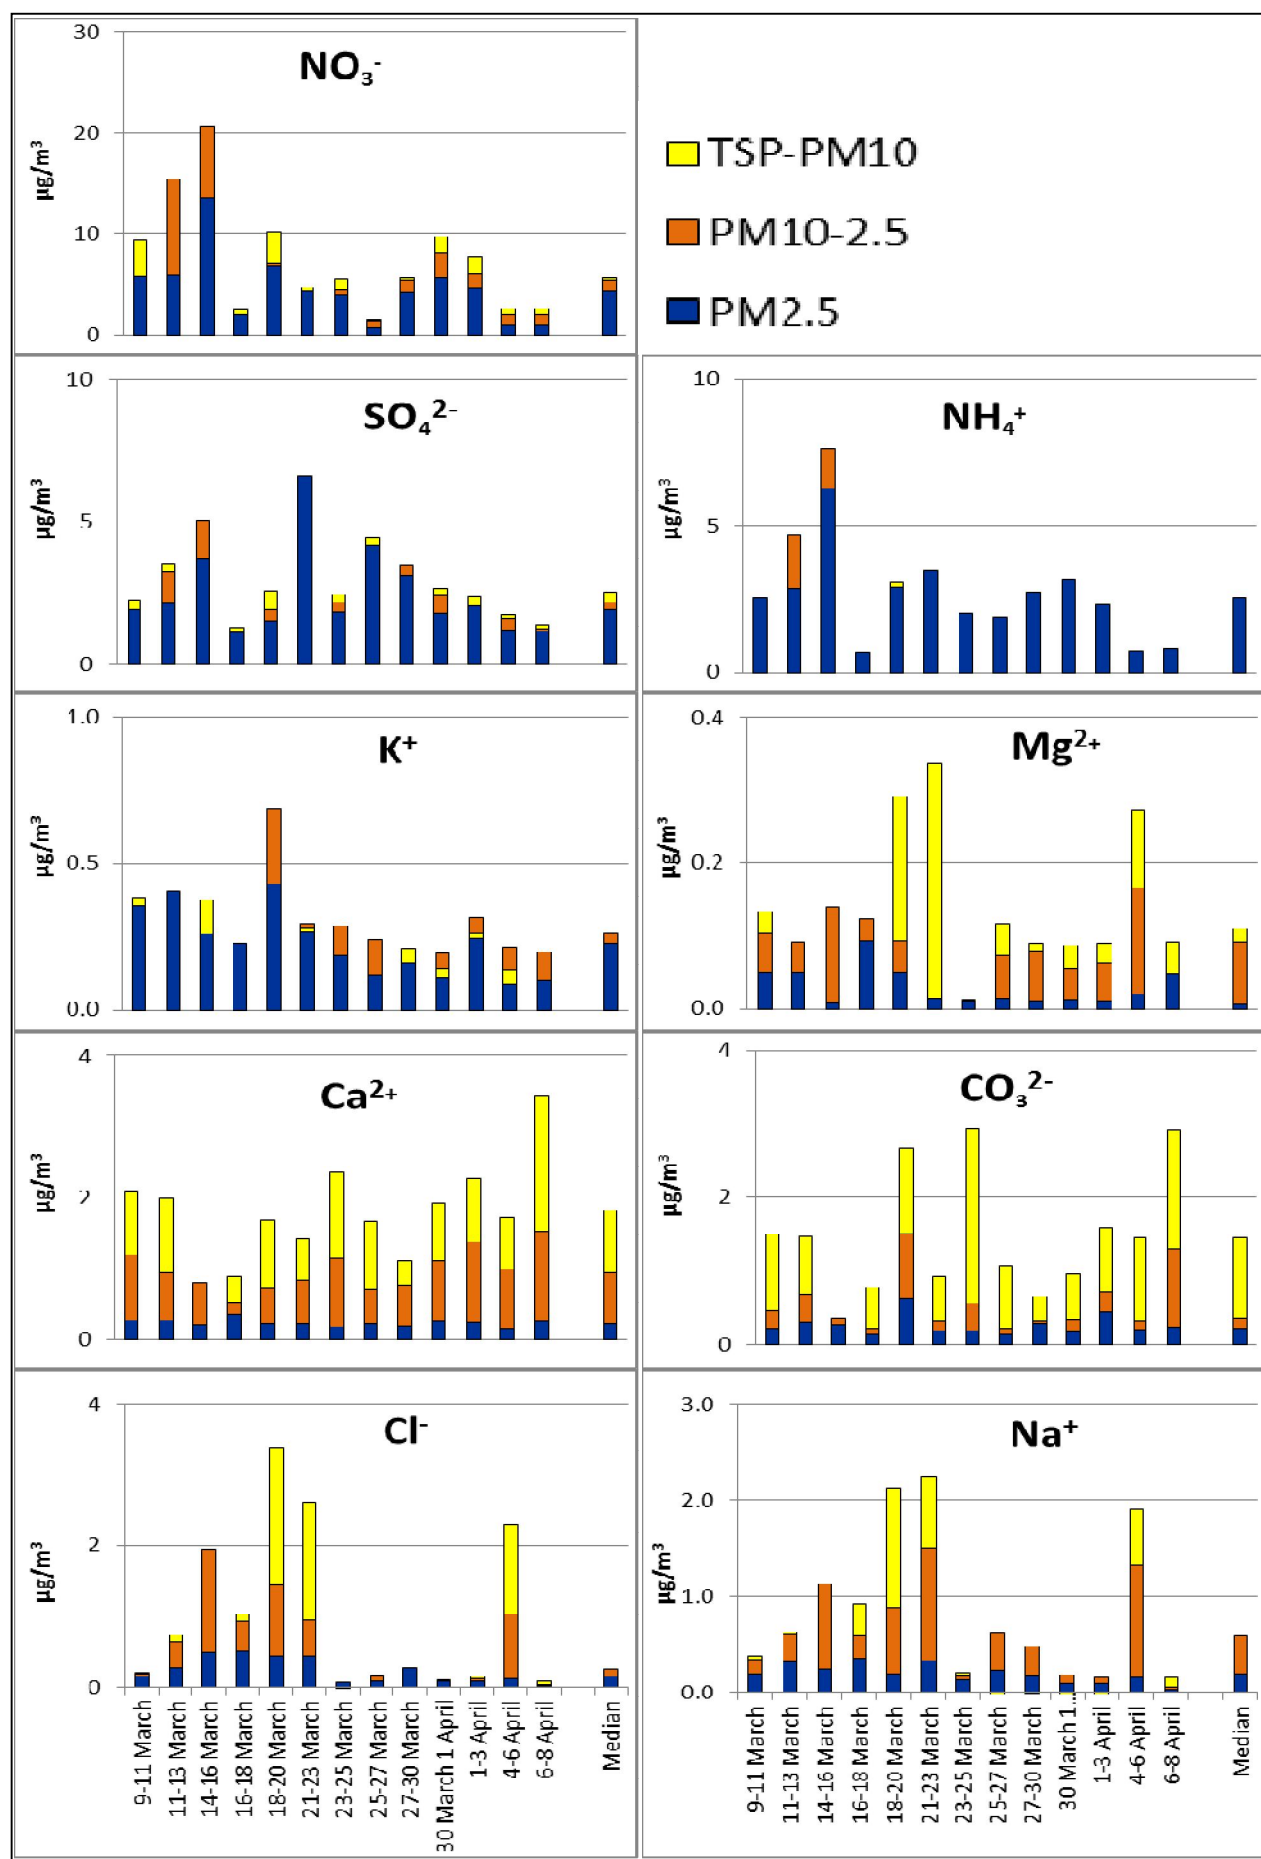 30
20
10
0
µg/m³
NO₃⁻
TSP-PM10
PM10-2.5
PM2.5
10
5
0
µg/m³
SO₄²⁻
10
5
0
µg/m³
NH₄⁺
1.0
0.5
0.0
µg/m³
K⁺
0.4
0.2
0.0
µg/m³
Mg²⁺
4
2
0
µg/m³
Ca²⁺
4
2
0
µg/m³
CO₃²⁻
4
2
0
µg/m³
Cl⁻
9-11 March
11-13 March
14-16 March
16-18 March
18-20 March
21-23 March
23-25 March
25-27 March
27-30 March
30 March 1 April
1-3 April
4-6 April
6-8 April
Median
3.0
2.0
1.0
0.0
µg/m³
Na⁺
9-11 March
11-13 March
14-16 March
16-18 March
18-20 March
21-23 March
23-25 March
25-27 March
27-30 March
30 March 1...
1-3 April
4-6 April
6-8 April
Median